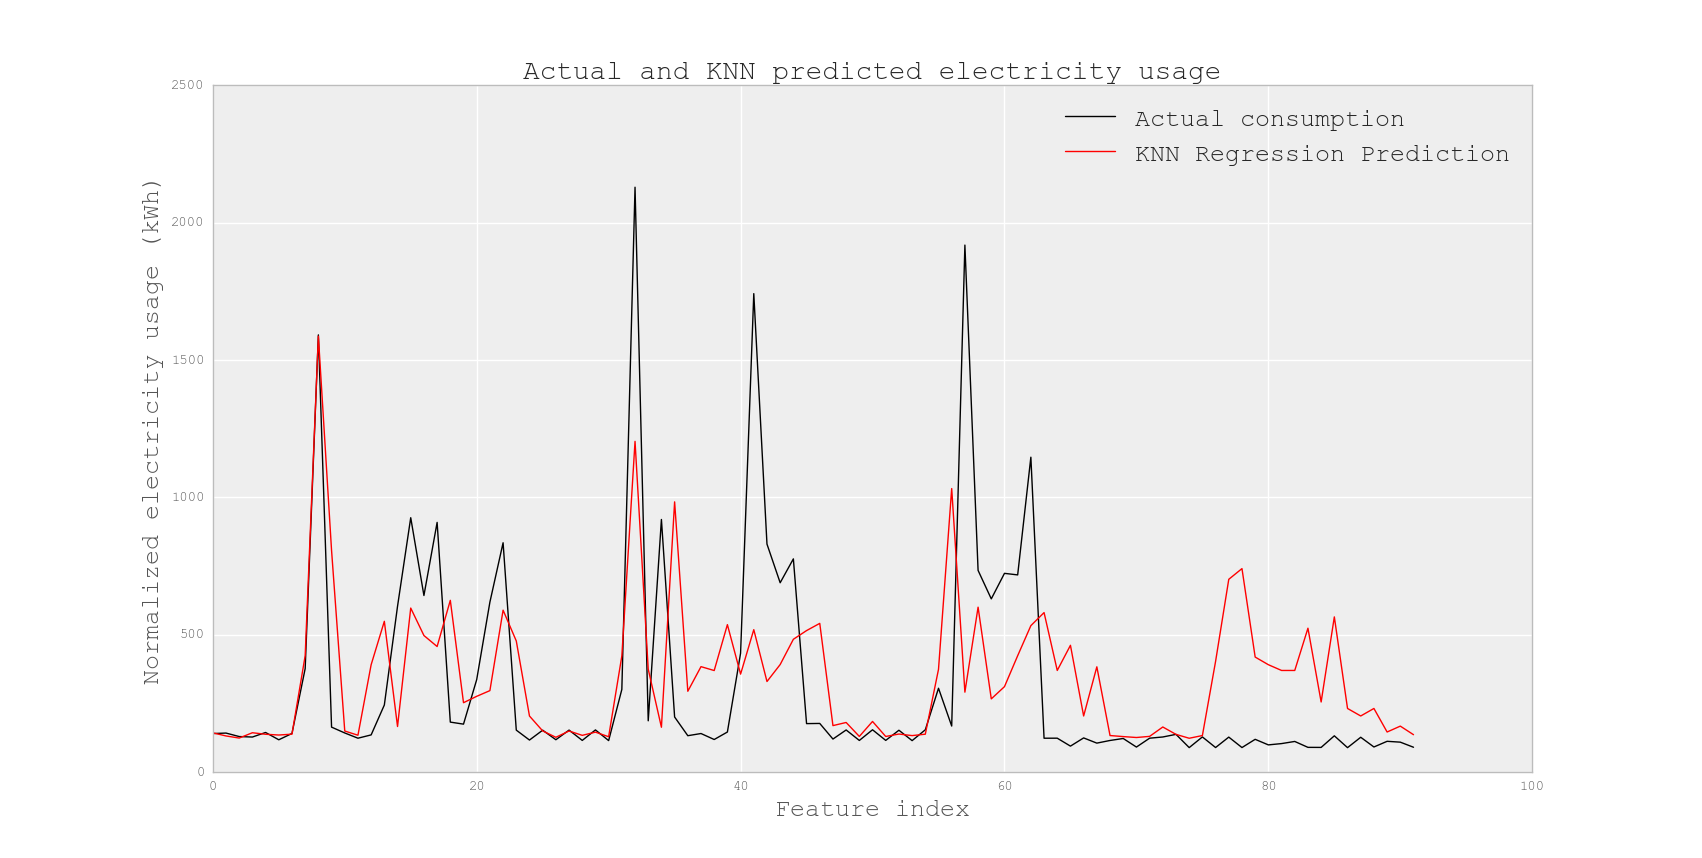 Actual and KNN predicted electricity usage
Actual consumption
KNN Regression Prediction
Normalized electricity usage (kWh)
2500
2000
1500
1000
500
0
0 20 40 60 80 100
Feature index